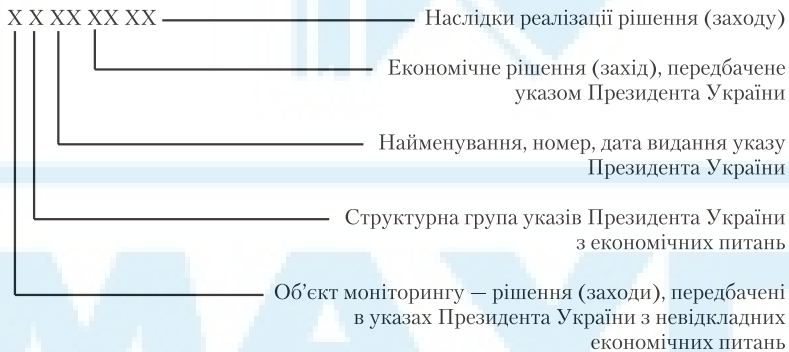 Х Х ХХ ХХ ХХ Наслідки реалізації рішення (заходу)
Економічне рішення (захід), передбачене
указом Президента України
Найменування, номер, дата видання указу
Президента України
Структурна група указів Президента України
з економічних питань
Об’єкт моніторингу — рішення (заходи), передбачені
в указах Президента України з невідкладних
економічних питань